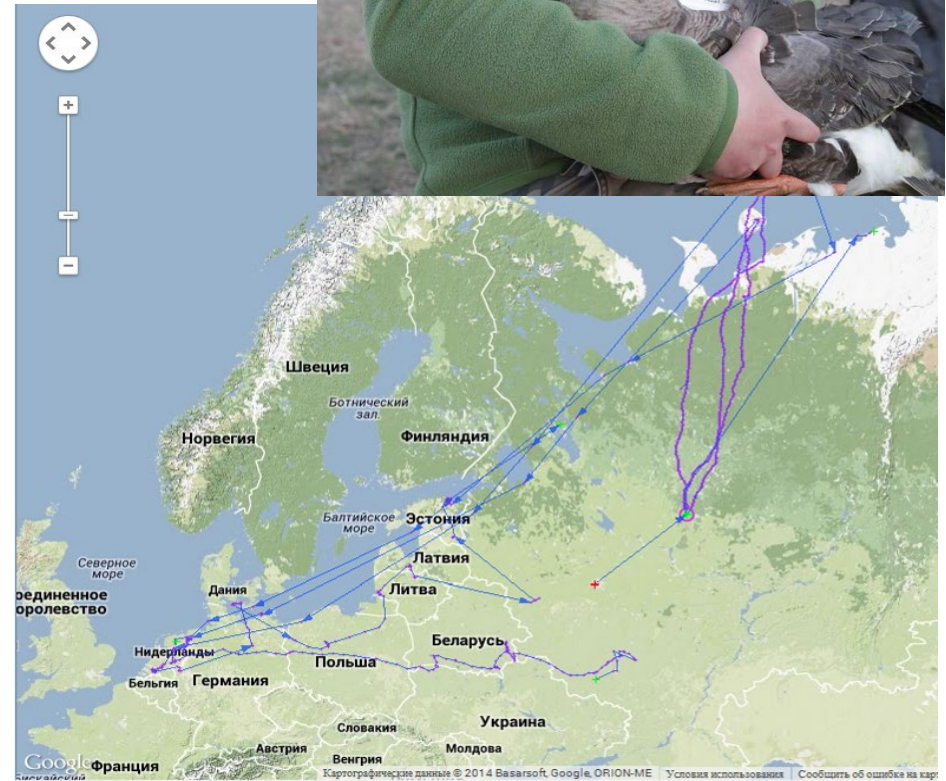 Швеция
Ботнический
зал.
Норвегия
Финляндия
Балтийское
море
Эстония
Северное
море
Латвия
Дания
Литва
оединенное
оролевство
Нидерланды
Беларусь
Польша
Бельгия
Германия
Украина
Словакия
Австрия
Молдова
Венгрия
Google
Франция
Бискайский
Картографические данные © 2014 Basarsoft, Google, ORION-ME
Условия использования
Сообщить об ошибке на кар